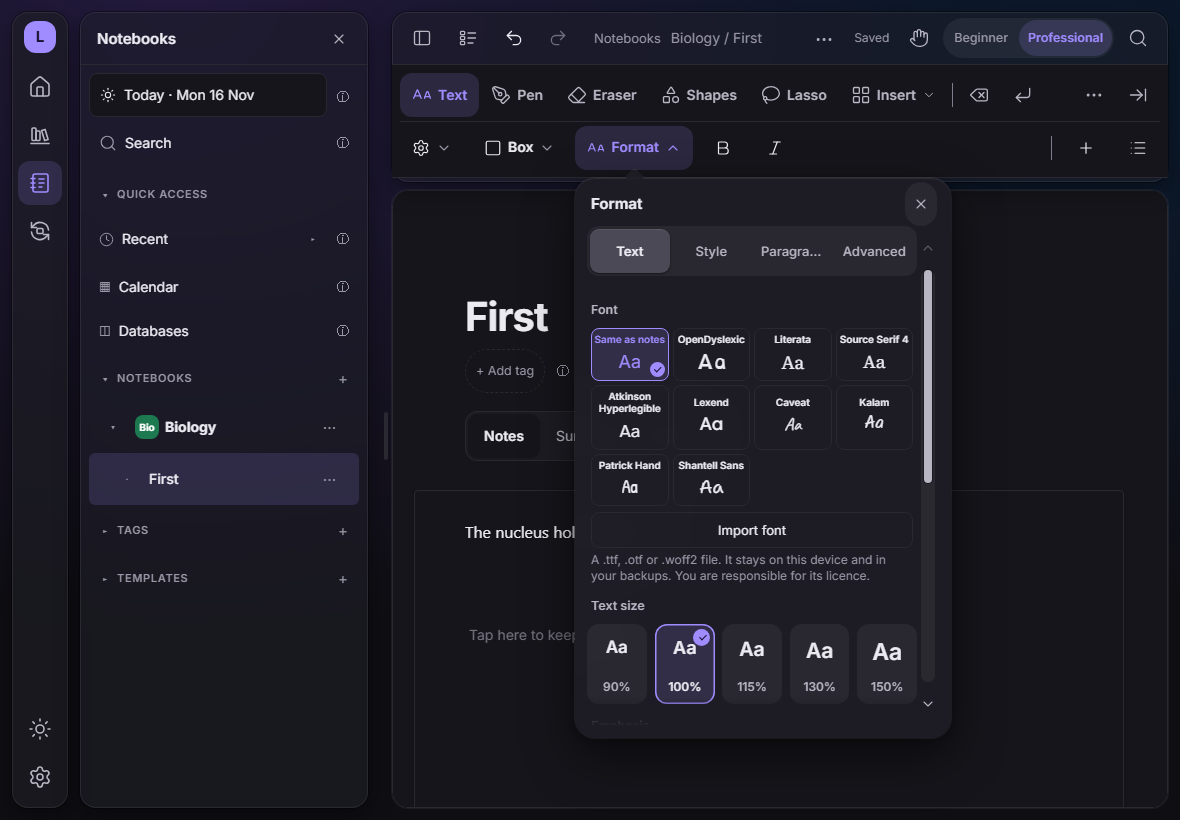 L
Notebooks
Today · Mon 16 Nov
Search
QUICK ACCESS
Recent
Calendar
Databases
NOTEBOOKS
Bio Biology
First
TAGS
TEMPLATES
Notebooks Biology / First
Saved
Beginner Professional
AA Text Pen Eraser Shapes Lasso Insert
Box AA Format B I
First
+ Add tag
Notes Su
The nucleus hol
Tap here to keep
Format
Text Style Paragra... Advanced
Font
Same as notes OpenDyslexic Literata Source Serif 4
Aa Aa Aa Aa
Atkinson Hyperlegible Lexend Caveat Kalam
Aa Aa Aa Aa
Patrick Hand Shantell Sans
Aa Aa
Import font
A .ttf, .otf or .woff2 file. It stays on this device and in
your backups. You are responsible for its licence.
Text size
Aa Aa Aa Aa Aa
90% 100% 115% 130% 150%